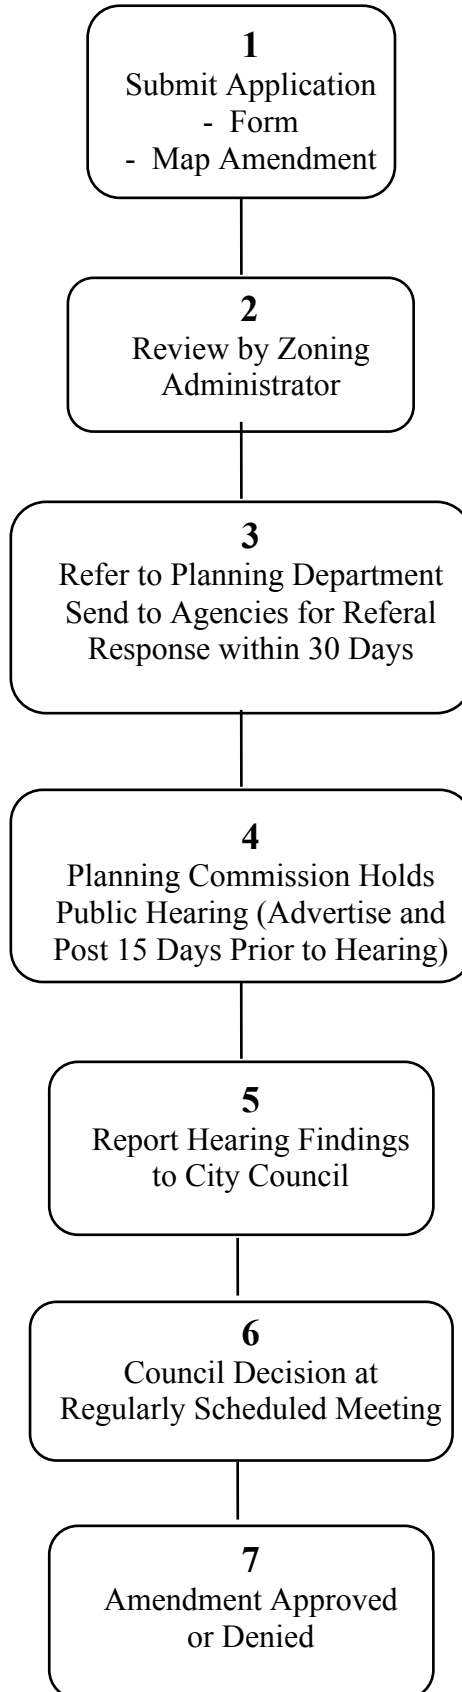 1
Submit Application
- Form
- Map Amendment
2
Review by Zoning
Administrator
3
Refer to Planning Department
Send to Agencies for Referal
Response within 30 Days
4
Planning Commission Holds
Public Hearing (Advertise and
Post 15 Days Prior to Hearing)
5
Report Hearing Findings
to City Council
6
Council Decision at
Regularly Scheduled Meeting
7
Amendment Approved
or Denied